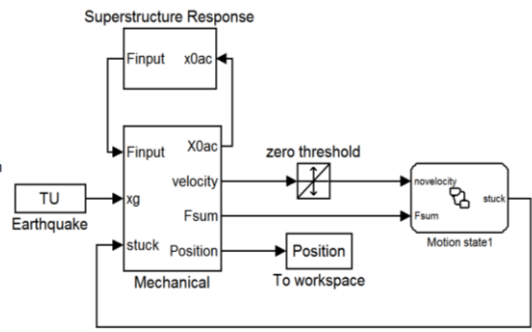 Superstructure Response
Finput x0ac
Finput X0ac
velocity
xg
Fsum
stuck
Position
Mechanical
TU
Earthquake
zero threshold
Position
To workspace
novelocity
stuck
Fsum
Motion state1